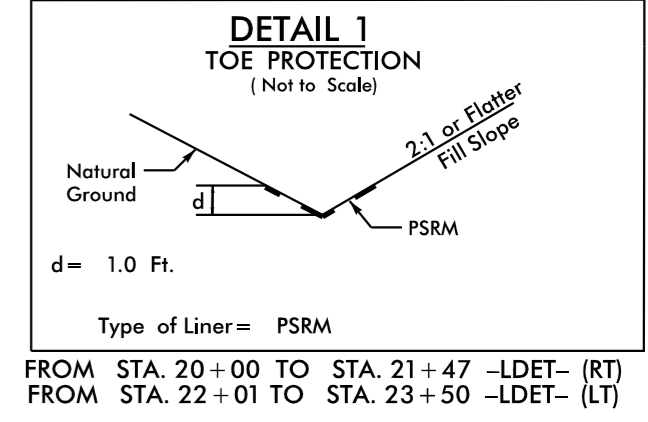 DETAIL 1
TOE PROTECTION
( Not to Scale)
2:1 or Flatter
Fill Slope
Natural
Ground
d
PSRM
d= 1.0 Ft.
Type of Liner= PSRM
FROM STA. 20+00 TO STA. 21+47 -LDET- (RT)
FROM STA. 22+01 TO STA. 23+50 -LDET- (LT)